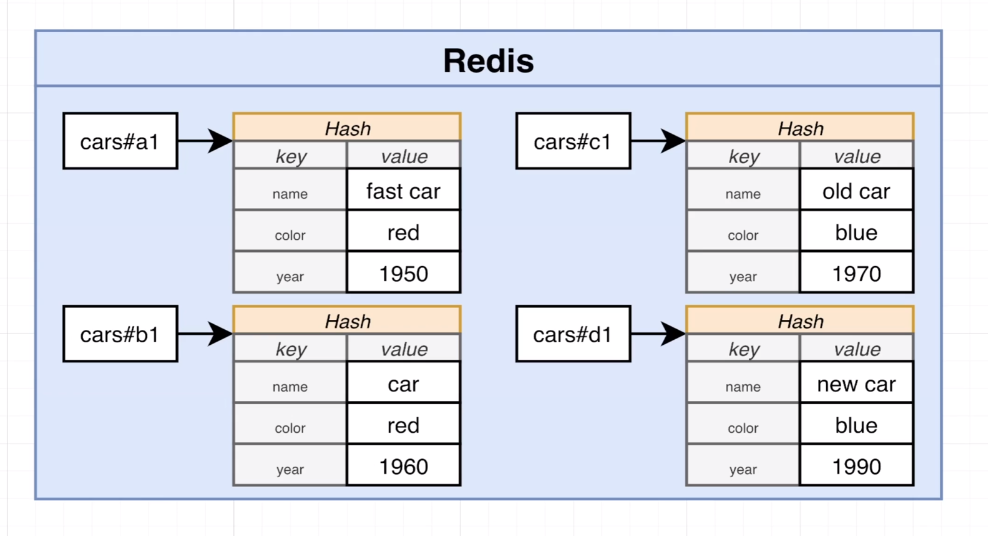 Redis
cars#a1
Hash
key value
name fast car
color red
year 1950
cars#c1
Hash
key value
name old car
color blue
year 1970
cars#b1
Hash
key value
name car
color red
year 1960
cars#d1
Hash
key value
name new car
color blue
year 1990